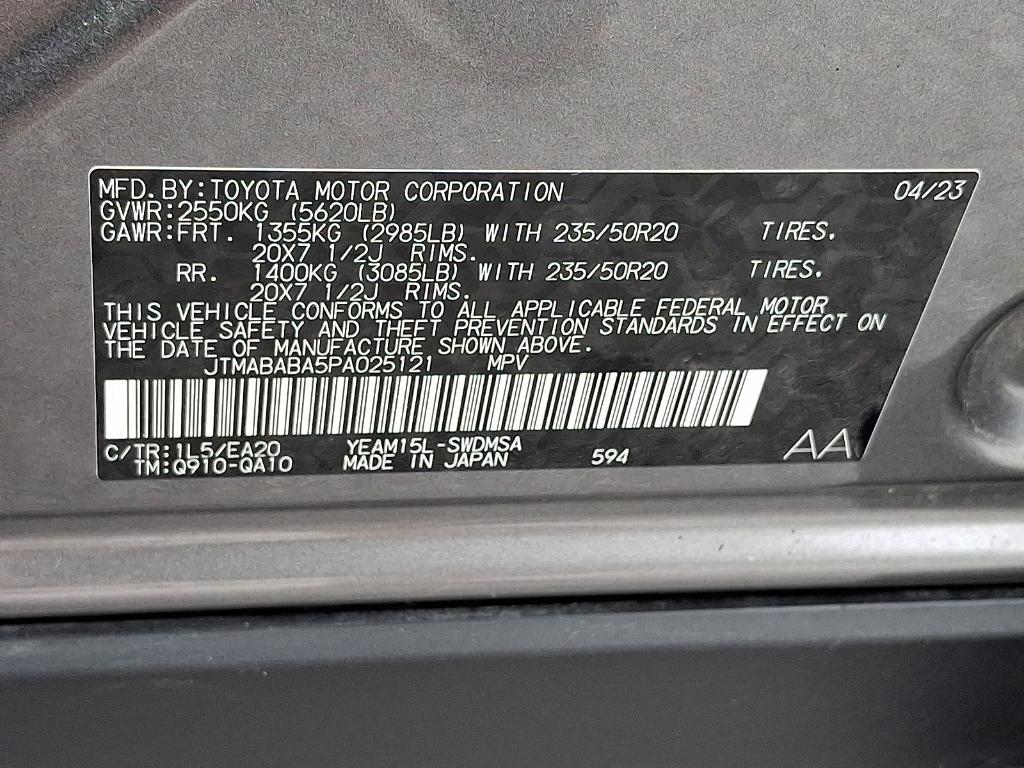 MFD.BY:TOYOTA MOTOR CORPORATION 04/23
GVWR:2550KG (5620LB)
GAWR:FRT. 1355KG (2985LB) WITH 235/50R20 TIRES.
20X7 1/2J RIMS.
RR. 1400KG (3085LB) WITH 235/50R20 TIRES.
20X7 1/2J RIMS.
THIS VEHICLE CONFORMS TO ALL APPLICABLE FEDERAL MOTOR
VEHICLE SAFETY AND THEFT PREVENTION STANDARDS IN EFFECT ON
THE DATE OF MANUFACTURE SHOWN ABOVE.
JTMABABA5PA025121 MPV
C/TR:1L5/EA20 YEAM15L-SWDMSA
TM:Q910-QA10 MADE IN JAPAN 594 AA